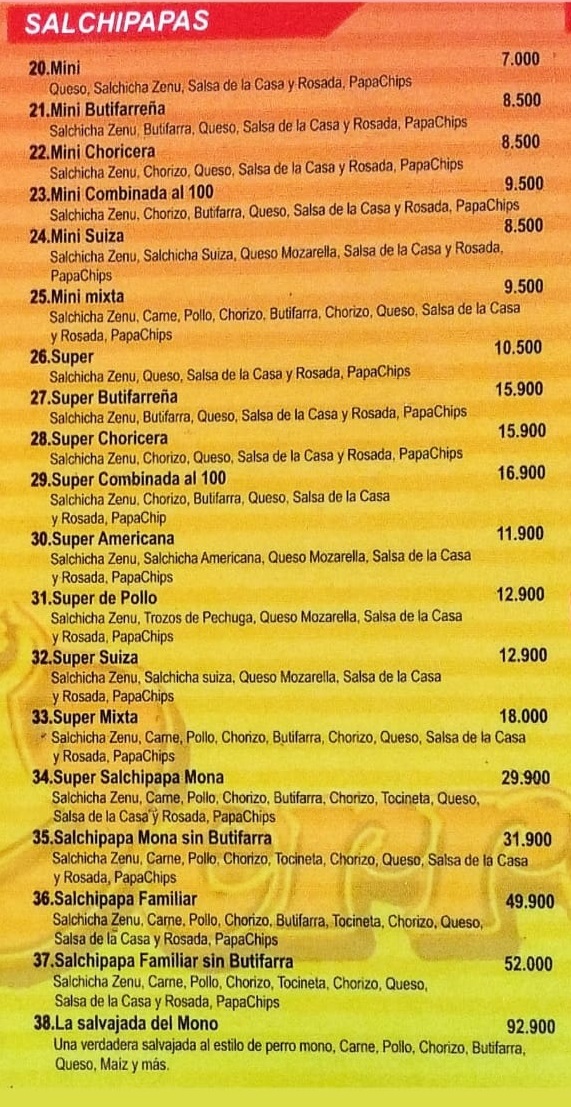 SALCHIPAPAS
20.Mini 7.000
Queso, Salchicha Zenu, Salsa de la Casa y Rosada, PapaChips
21.Mini Butifarreña 8.500
Salchicha Zenu, Butifarra, Queso, Salsa de la Casa y Rosada, PapaChips
22.Mini Choricera 8.500
Salchicha Zenu, Chorizo, Queso, Salsa de la Casa y Rosada, PapaChips
23.Mini Combinada al 100 9.500
Salchicha Zenu, Chorizo, Butifarra, Queso, Salsa de la Casa y Rosada, PapaChips
24.Mini Suiza 8.500
Salchicha Zenu, Salchicha Suiza, Queso Mozarella, Salsa de la Casa y Rosada,
PapaChips
25.Mini mixta 9.500
Salchicha Zenu, Carne, Pollo, Chorizo, Butifarra, Chorizo, Queso, Salsa de la Casa
y Rosada, PapaChips
26.Super 10.500
Salchicha Zenu, Queso, Salsa de la Casa y Rosada, PapaChips
27.Super Butifarreña 15.900
Salchicha Zenu, Butifarra, Queso, Salsa de la Casa y Rosada, PapaChips
28.Super Choricera 15.900
Salchicha Zenu, Chorizo, Queso, Salsa de la Casa y Rosada, PapaChips
29.Super Combinada al 100 16.900
Salchicha Zenu, Chorizo, Butifarra, Queso, Salsa de la Casa
y Rosada, PapaChip
30.Super Americana 11.900
Salchicha Zenu, Salchicha Americana, Queso Mozarella, Salsa de la Casa
y Rosada, PapaChips
31.Super de Pollo 12.900
Salchicha Zenu, Trozos de Pechuga, Queso Mozarella, Salsa de la Casa
y Rosada, PapaChips
32.Super Suiza 12.900
Salchicha Zenu, Salchicha suiza, Queso Mozarella, Salsa de la Casa
y Rosada, PapaChips
33.Super Mixta 18.000
Salchicha Zenu, Carne, Pollo, Chorizo, Butifarra, Chorizo, Queso, Salsa de la Casa
y Rosada, PapaChips
34.Super Salchipapa Mona 29.900
Salchicha Zenu, Carne, Pollo, Chorizo, Butifarra, Chorizo, Tocineta, Queso,
Salsa de la Casa y Rosada, PapaChips
35.Salchipapa Mona sin Butifarra 31.900
Salchicha Zenu, Carne, Pollo, Chorizo, Tocineta, Chorizo, Queso, Salsa de la Casa
y Rosada, PapaChips
36.Salchipapa Familiar 49.900
Salchicha Zenu, Carne, Pollo, Chorizo, Butifarra, Tocineta, Chorizo, Queso,
Salsa de la Casa y Rosada, PapaChips
37.Salchipapa Familiar sin Butifarra 52.000
Salchicha Zenu, Carne, Pollo, Chorizo, Tocineta, Chorizo, Queso,
Salsa de la Casa y Rosada, PapaChips
38.La salvajada del Mono 92.900
Una verdadera salvajada al estilo de perro mono, Carne, Pollo, Chorizo, Butifarra,
Queso, Maiz y más.